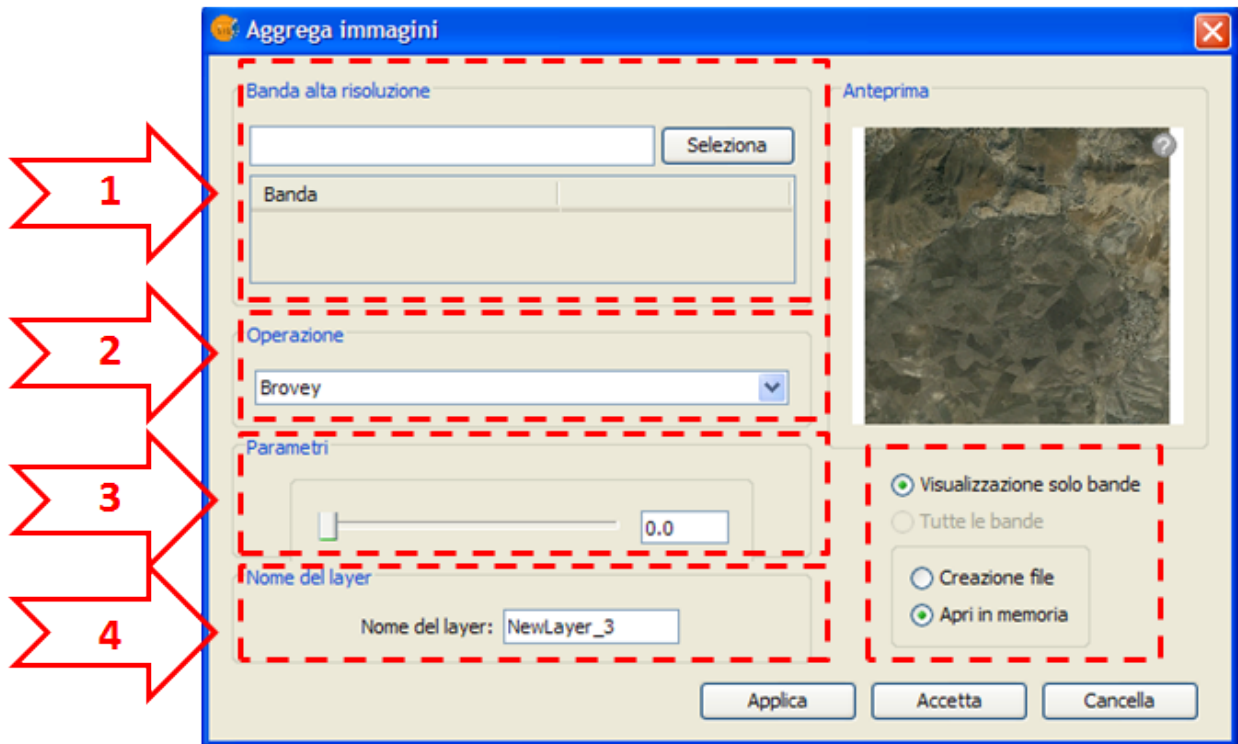 Aggrega immagini
Banda alta risoluzione
Seleziona
Banda
1
Operazione
Brovey
2
Parametri
0.0
3
Nome del layer
Nome del layer: NewLayer_3
4
Anteprima
?
Visualizzazione solo bande
Tutte le bande
Creazione file
Apri in memoria
Applica Accetta Cancella